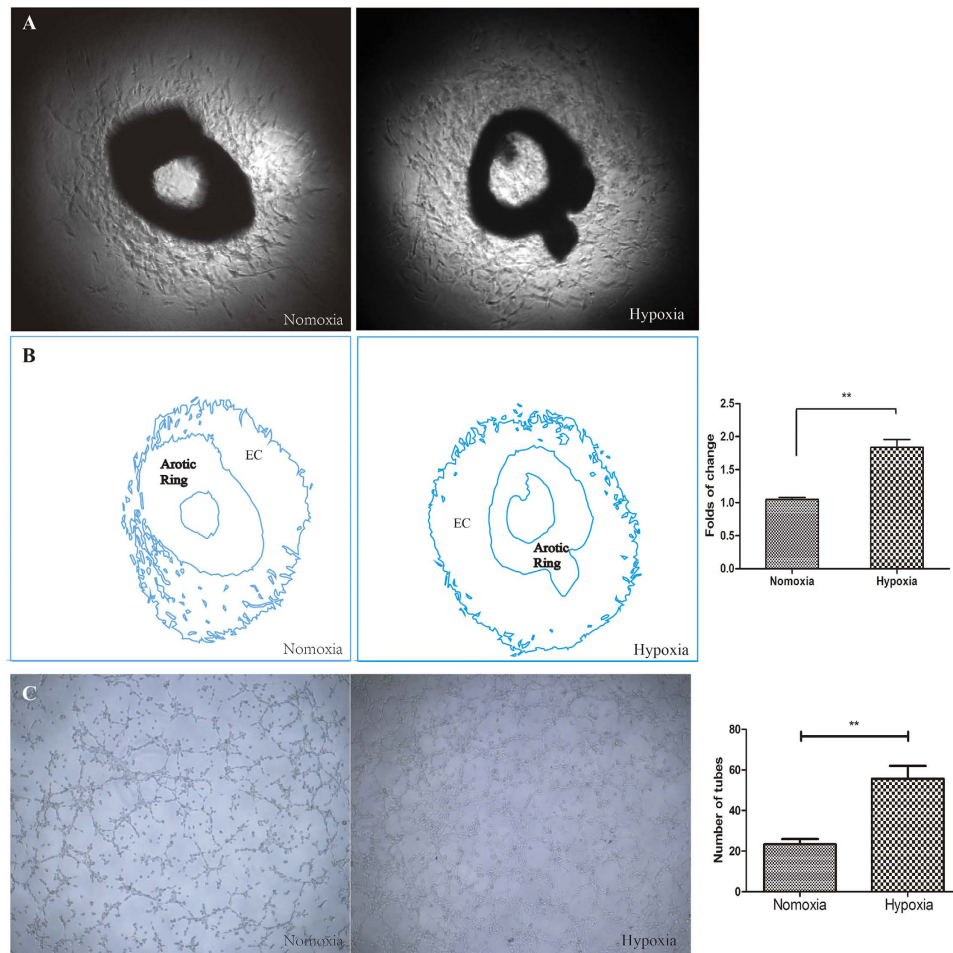 A
Nomoxia
Hypoxia
B
EC
Arotic
Ring
Nomoxia
EC
Arotic
Ring
Hypoxia
Folds of change
2.5
2.0
1.5
1.0
0.5
0.0
**
Nomoxia
Hypoxia
C
Nomoxia
Hypoxia
Number of tubes
80
60
40
20
0
**
Nomoxia
Hypoxia